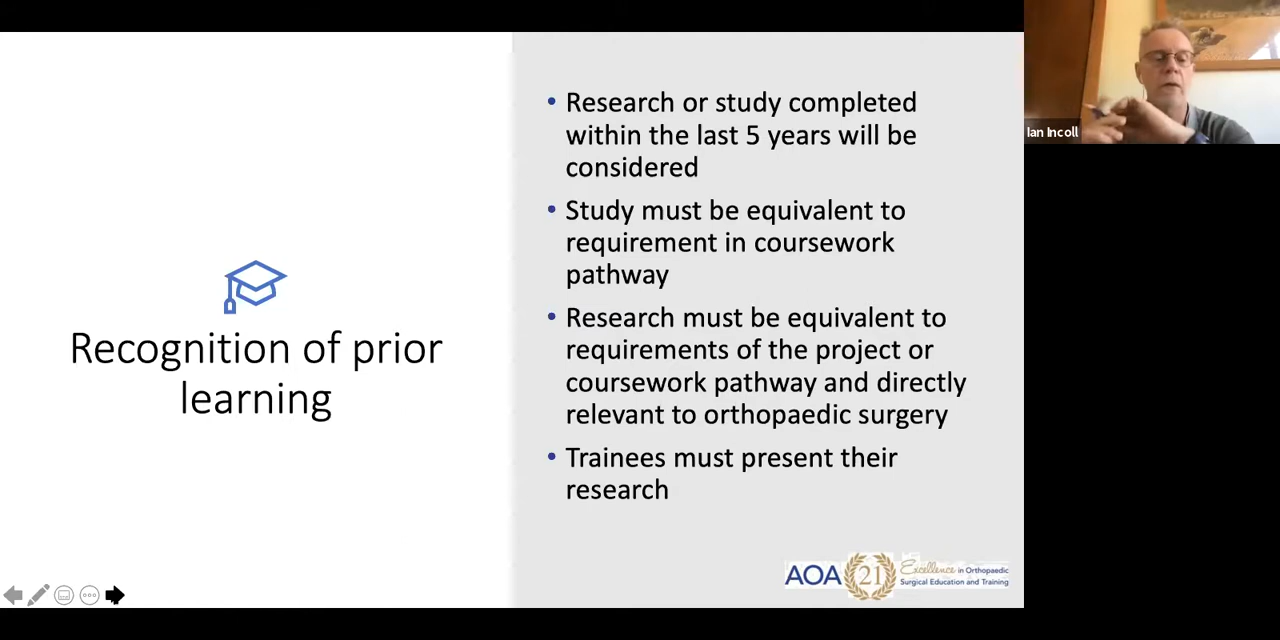 Recognition of prior
learning
• Research or study completed
within the last 5 years will be
considered
• Study must be equivalent to
requirement in coursework
pathway
• Research must be equivalent to
requirements of the project or
coursework pathway and directly
relevant to orthopaedic surgery
• Trainees must present their
research
AOA 21 Excellence in Orthopaedic
Surgical Education and Training
Ian Incoll